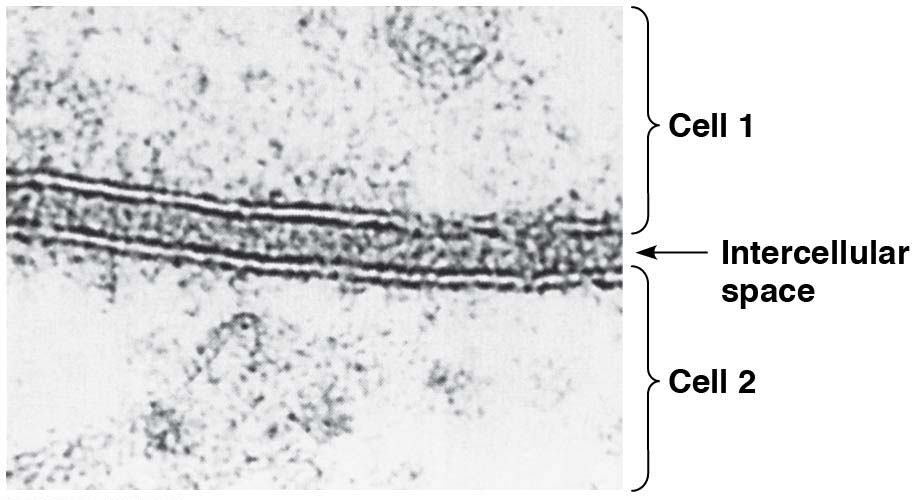 Cell 1
Intercellular
space
Cell 2